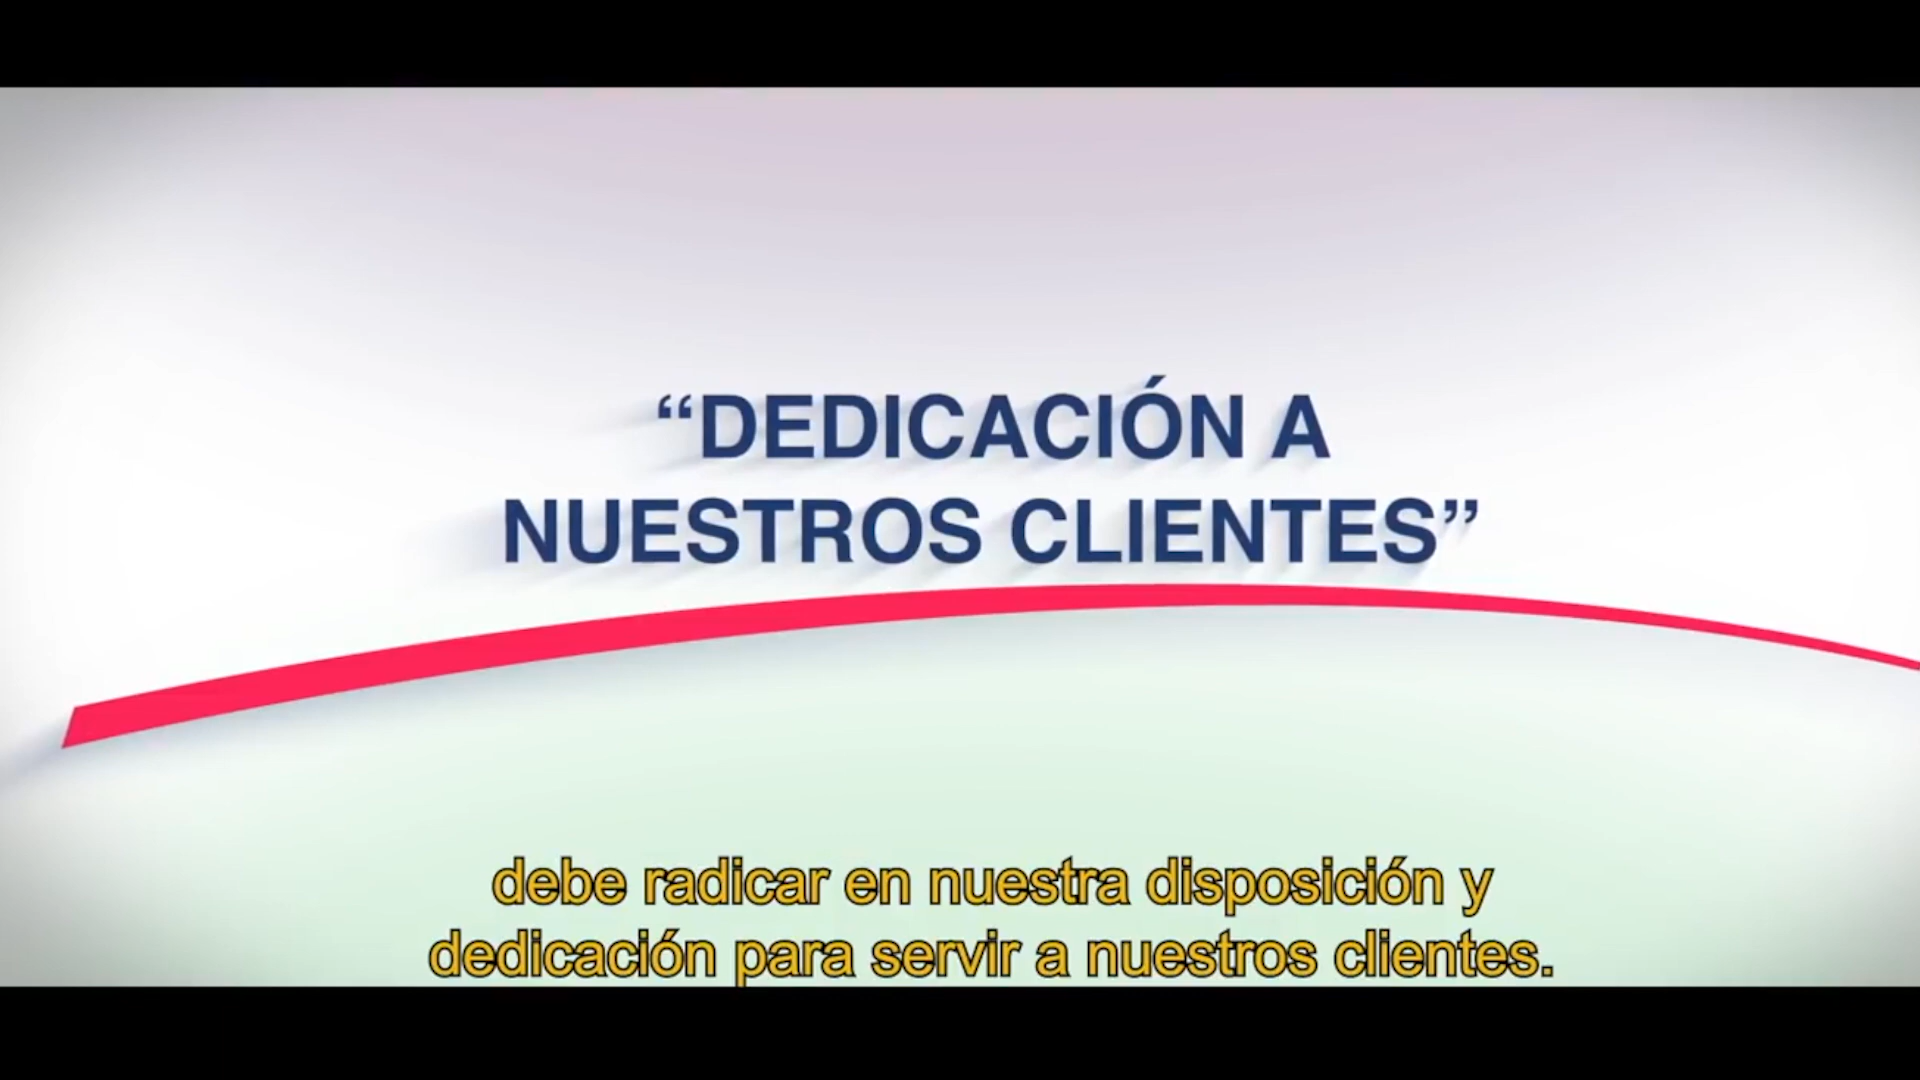 “DEDICACIÓN A
NUESTROS CLIENTES”
debe radicar en nuestra disposición y
dedicación para servir a nuestros clientes.